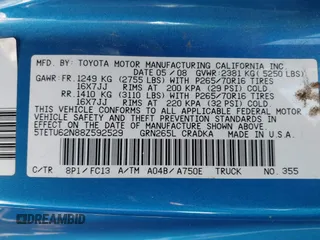 MFD. BY: TOYOTA MOTOR MANUFACTURING CALIFORNIA INC
DATE 05/08 GVWR:2381 KG( 5250 LBS)
GAWR: FR.1249 KG (2755 LBS)WITH P265/70R16 TIRES
16X7JJ RIMS AT 200 KPA (29 PSI)COLD
RR.1410 KG (3110 LBS)WITH P265/70R16 TIRES
16X7JJ RIMS AT 220 KPA (32 PSI)COLD
THIS VEHICLE CONFORMS TO ALL APPLICABLE FEDERAL MOTOR
VEHICLE SAFETY AND THEFT PREVENTION STANDARDS IN
EFFECT ON THE DATE OF MANUFACTURE SHOWN ABOVE.
5TETU62N88Z592529 GRN265L CRADKA
C/TR 8P1/FC13 A/TM A04B/A750E TRUCK NO.355
DREAMBID